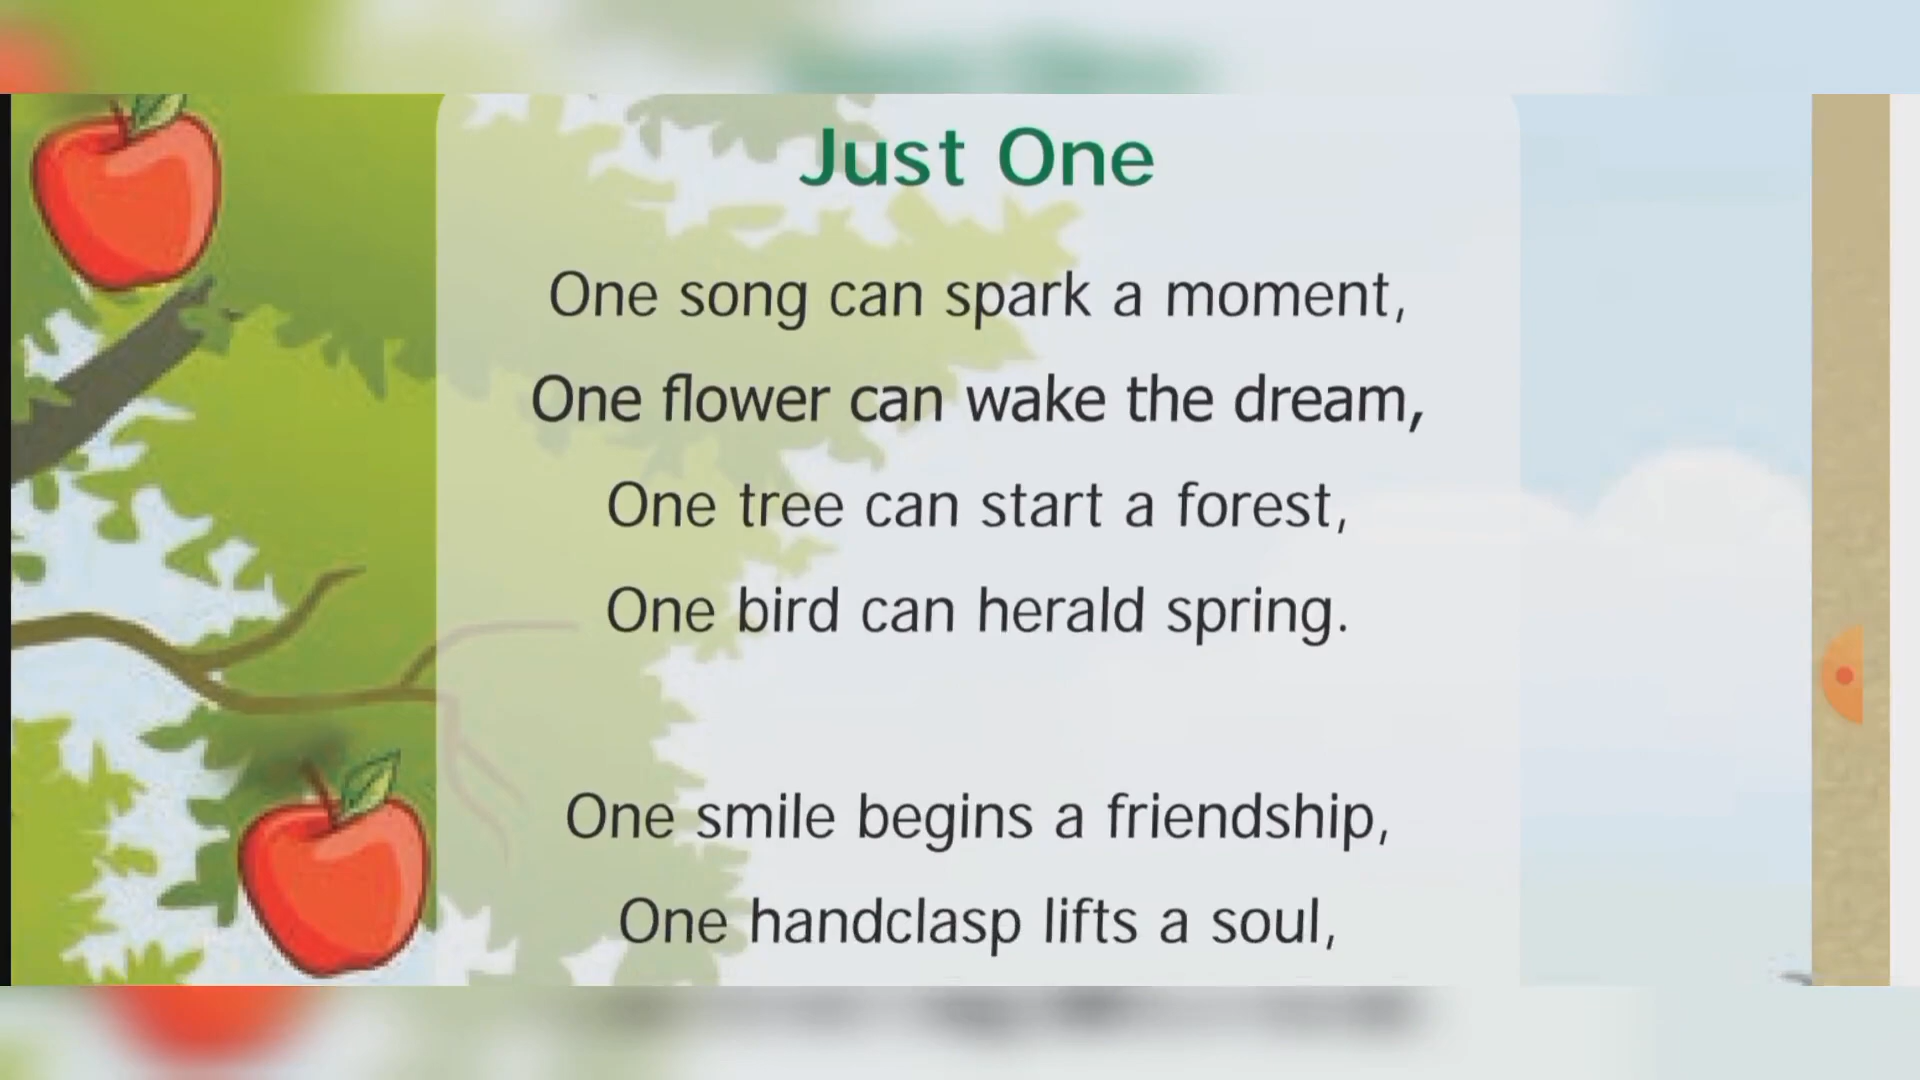 Just One
One song can spark a moment,
One flower can wake the dream,
One tree can start a forest,
One bird can herald spring.
One smile begins a friendship,
One handclasp lifts a soul,